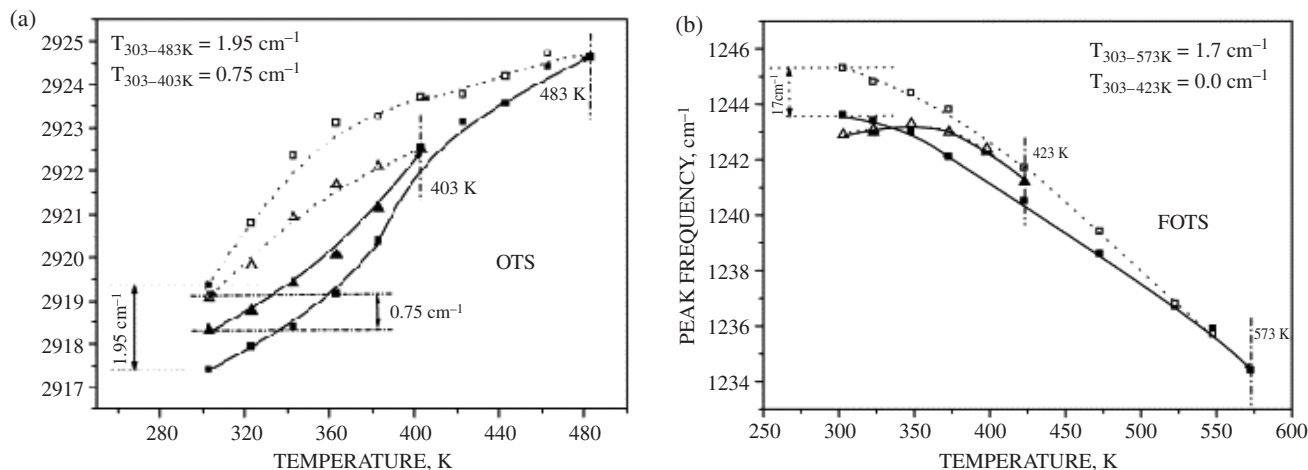 (a)
T303–483K = 1.95 cm⁻¹
T303–403K = 0.75 cm⁻¹
2925
2924
2923
2922
2921
2920
2919
2918
2917
483 K
403 K
OTS
0.75 cm⁻¹
1.95 cm⁻¹
280
320
360
400
440
480
TEMPERATURE, K
(b)
T303–573K = 1.7 cm⁻¹
T303–423K = 0.0 cm⁻¹
PEAK FREQUENCY, cm⁻¹
1246
1244
1242
1240
1238
1236
1234
17cm⁻¹
423 K
FOTS
573 K
250
300
350
400
425
450
500
550
600
TEMPERATURE, K